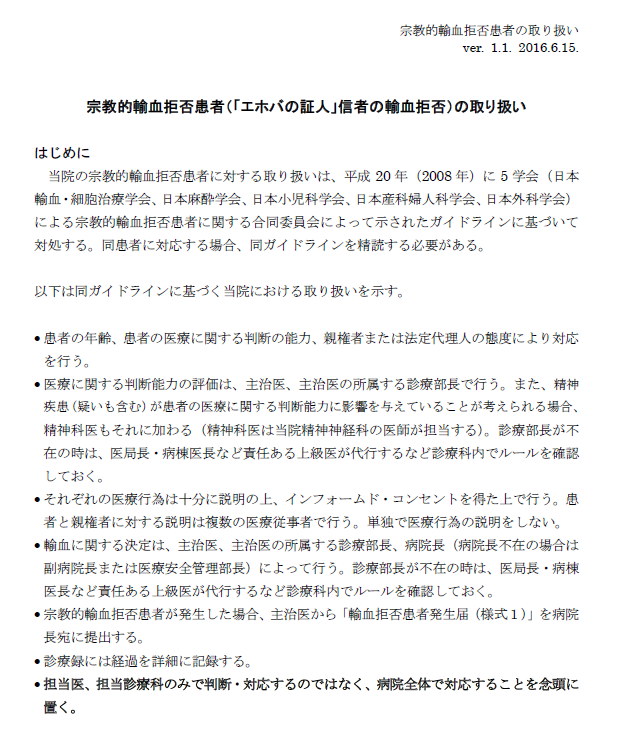 宗教的輸血拒否患者の取り扱い
ver. 1.1. 2016.6.15.
宗教的輸血拒否患者（「エホバの証人」信者の輸血拒否）の取り扱い
はじめに
当院の宗教的輸血拒否患者に対する取り扱いは、平成 20 年（2008 年）に 5 学会（日本
輸血・細胞治療学会、日本麻酔学会、日本小児科学会、日本産科婦人科学会、日本外科学会）
による宗教的輸血拒否患者に関する合同委員会によって示されたガイドラインに基づいて
対処する。同患者に対応する場合、同ガイドラインを精読する必要がある。
以下は同ガイドラインに基づく当院における取り扱いを示す。
●患者の年齢、患者の医療に関する判断の能力、親権者または法定代理人の態度により対応
を行う。
●医療に関する判断能力の評価は、主治医、主治医の所属する診療部長で行う。また、精神
疾患（疑いも含む）が患者の医療に関する判断能力に影響を与えていることが考えられる場合、
精神科医もそれに加わる（精神科医は当院精神神経科の医師が担当する）。診療部長が不
在の時は、医局長・病棟医長など責任ある上級医が代行するなど診療科内でルールを確認
しておく。
●それぞれの医療行為は十分に説明の上、インフォームド・コンセントを得た上で行う。患
者と親権者に対する説明は複数の医療従事者で行う。単独で医療行為の説明をしない。
●輸血に関する決定は、主治医、主治医の所属する診療部長、病院長（病院長不在の場合は
副病院長または医療安全管理部長）によって行う。診療部長が不在の時は、医局長・病棟
医長など責任ある上級医が代行するなど診療科内でルールを確認しておく。
●宗教的輸血拒否患者が発生した場合、主治医から「輸血拒否患者発生届（様式１）」を病院
長宛に提出する。
●診療録には経過を詳細に記録する。
●担当医、担当診療科のみで判断・対応するのではなく、病院全体で対応することを念頭に
置く。